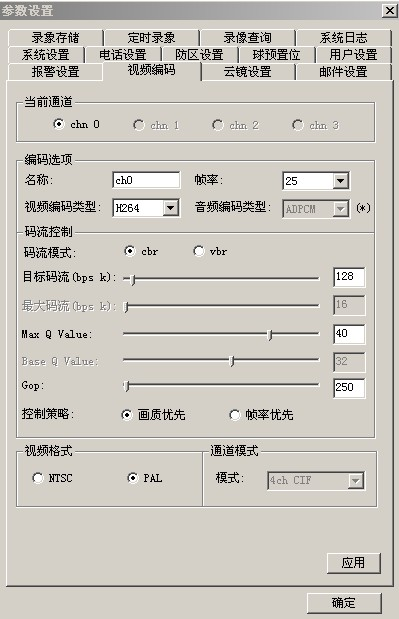 参数设置
录象存储 定时录象 录像查询 系统日志
系统设置 电话设置 防区设置 球预置位 用户设置
报警设置 视频编码 云镜设置 邮件设置
当前通道
chn 0 chn 1 chn 2 chn 3
编码选项
名称: ch0 帧率: 25
视频编码类型: H264 音频编码类型: ADPCM (*)
码流控制
码流模式: cbr vbr
目标码流(bps k): 128
最大码流(bps k): 16
Max Q Value: 40
Base Q Value: 32
Gop: 250
控制策略: 画质优先 帧率优先
视频格式 通道模式
NTSC PAL 模式: 4ch CIF
应用
确定